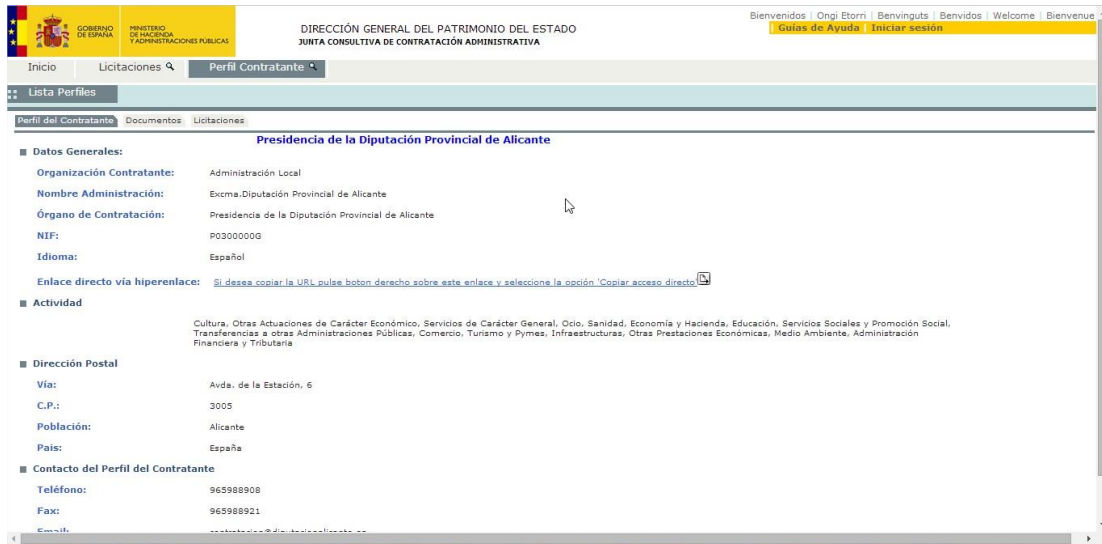 Bienvenidos | Ongi Etorri | Benvinguts | Benvidos | Welcome | Bienvenue
GOBIERNO DE ESPAÑA
MINISTERIO DE HACIENDA Y ADMINISTRACIONES PÚBLICAS
DIRECCIÓN GENERAL DEL PATRIMONIO DEL ESTADO
JUNTA CONSULTIVA DE CONTRATACIÓN ADMINISTRATIVA
Guías de Ayuda | Iniciar sesión
Inicio Licitaciones Perfil Contratante
Lista Perfiles
Perfil del Contratante Documentos Licitaciones
Presidencia de la Diputación Provincial de Alicante
Datos Generales:
Organización Contratante: Administración Local
Nombre Administración: Excma.Diputación Provincial de Alicante
Órgano de Contratación: Presidencia de la Diputación Provincial de Alicante
NIF: P0300000G
Idioma: Español
Enlace directo vía hiperenlace: Si desea copiar la URL pulse boton derecho sobre este enlace y seleccione la opción 'Copiar acceso directo'
Actividad
Cultura, Otras Actuaciones de Carácter Económico, Servicios de Carácter General, Ocio, Sanidad, Economía y Hacienda, Educación, Servicios Sociales y Promoción Social,
Transferencias a otras Administraciones Públicas, Comercio, Turismo y Pymes, Infraestructuras, Otras Prestaciones Económicas, Medio Ambiente, Administración
Financiera y Tributaria
Dirección Postal
Vía: Avda. de la Estación, 6
C.P.: 3005
Población: Alicante
Pais: España
Contacto del Perfil del Contratante
Teléfono: 965988908
Fax: 965988921
Email: